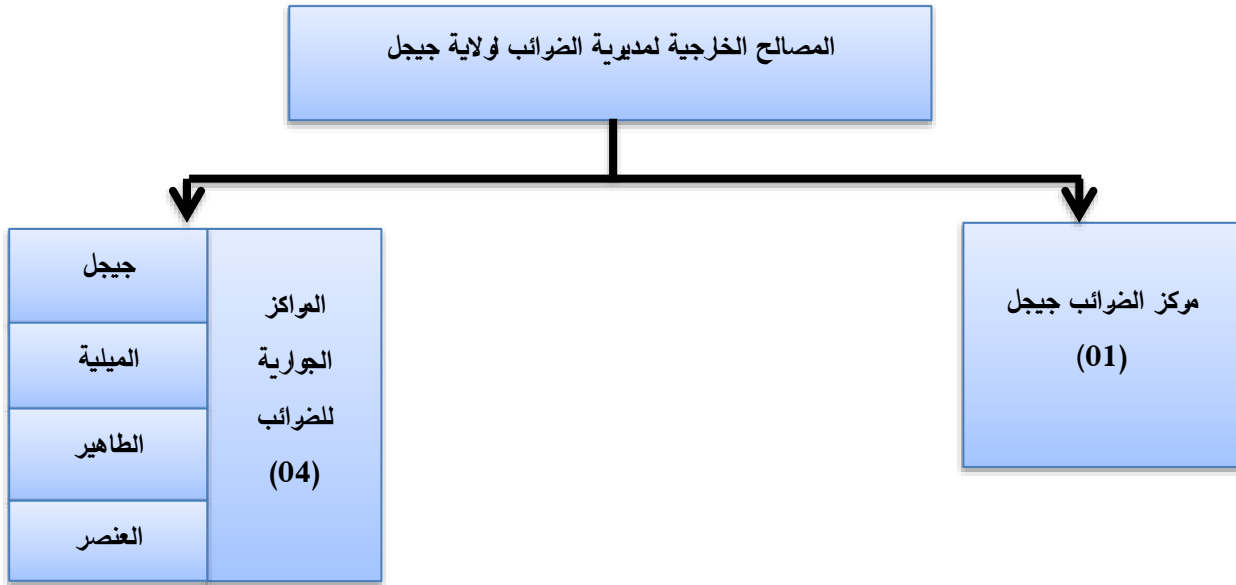 المصالح الخارجية لمديرية الضرائب لولاية جيجل
مركز الضرائب جيجل
(01)
المراكز
الجوارية
للضرائب
(04)
جيجل
الميلية
الطاهير
العنصر